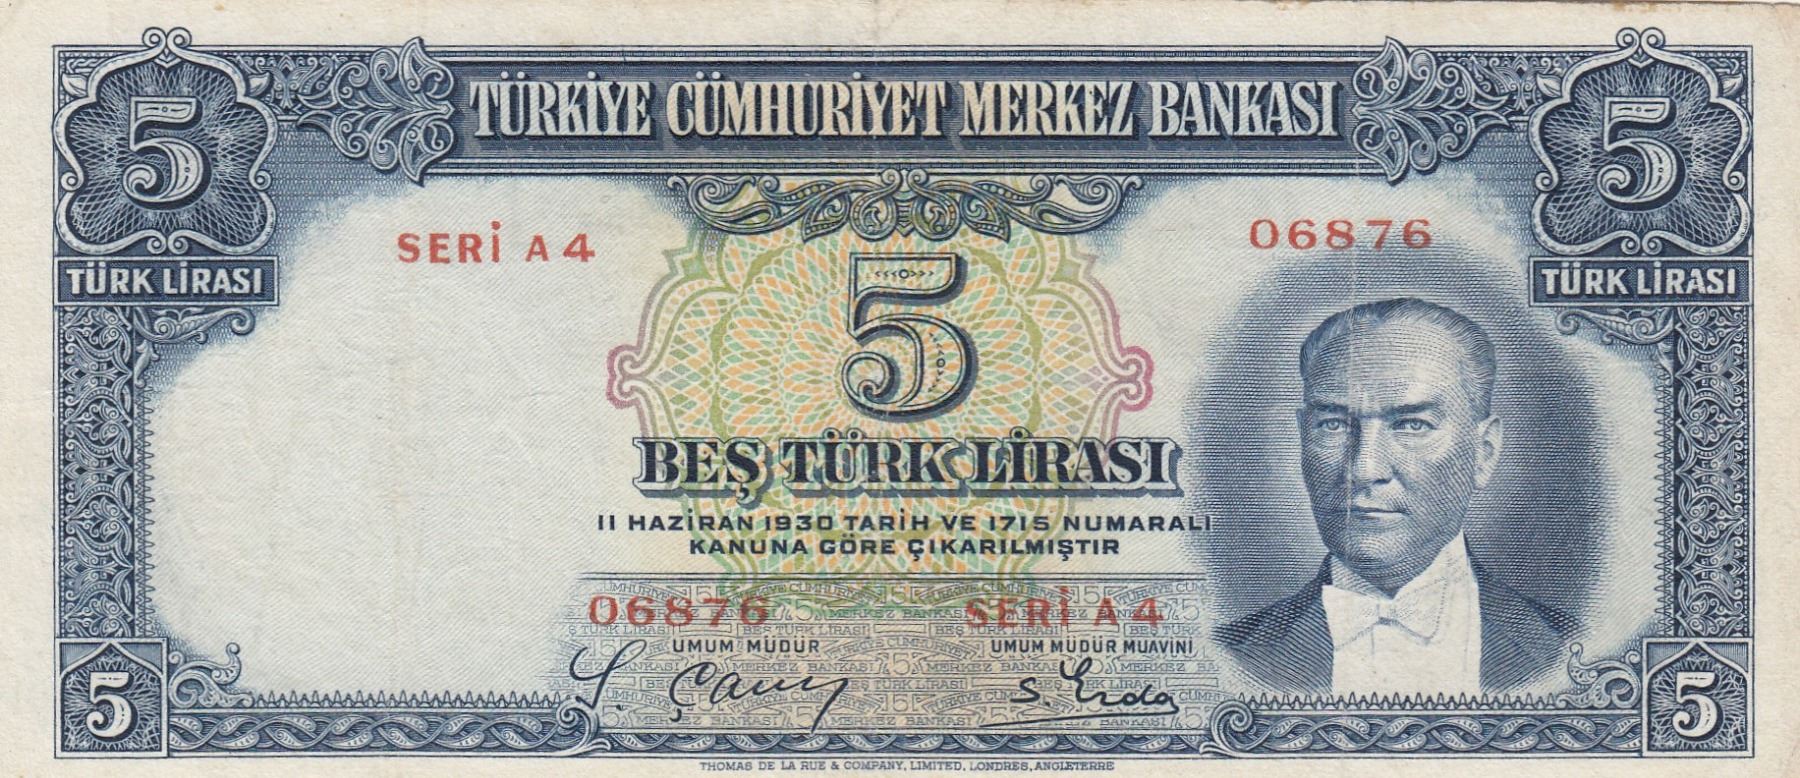 TÜRKİYE CÜMHURİYET MERKEZ BANKASI
5
5
SERİ A 4
06876
TÜRK LİRASI
TÜRK LİRASI
5
BEŞ TÜRK LİRASI
11 HAZİRAN 1930 TARİH VE 1715 NUMARALI
KANUNA GÖRE ÇIKARILMIŞTIR
06876
SERİ A 4
UMUM MÜDÜR
UMUM MÜDÜR MUAVİNİ
5
5
THOMAS DE LA RUE & COMPANY, LIMITED, LONDRES, ANGLETERRE